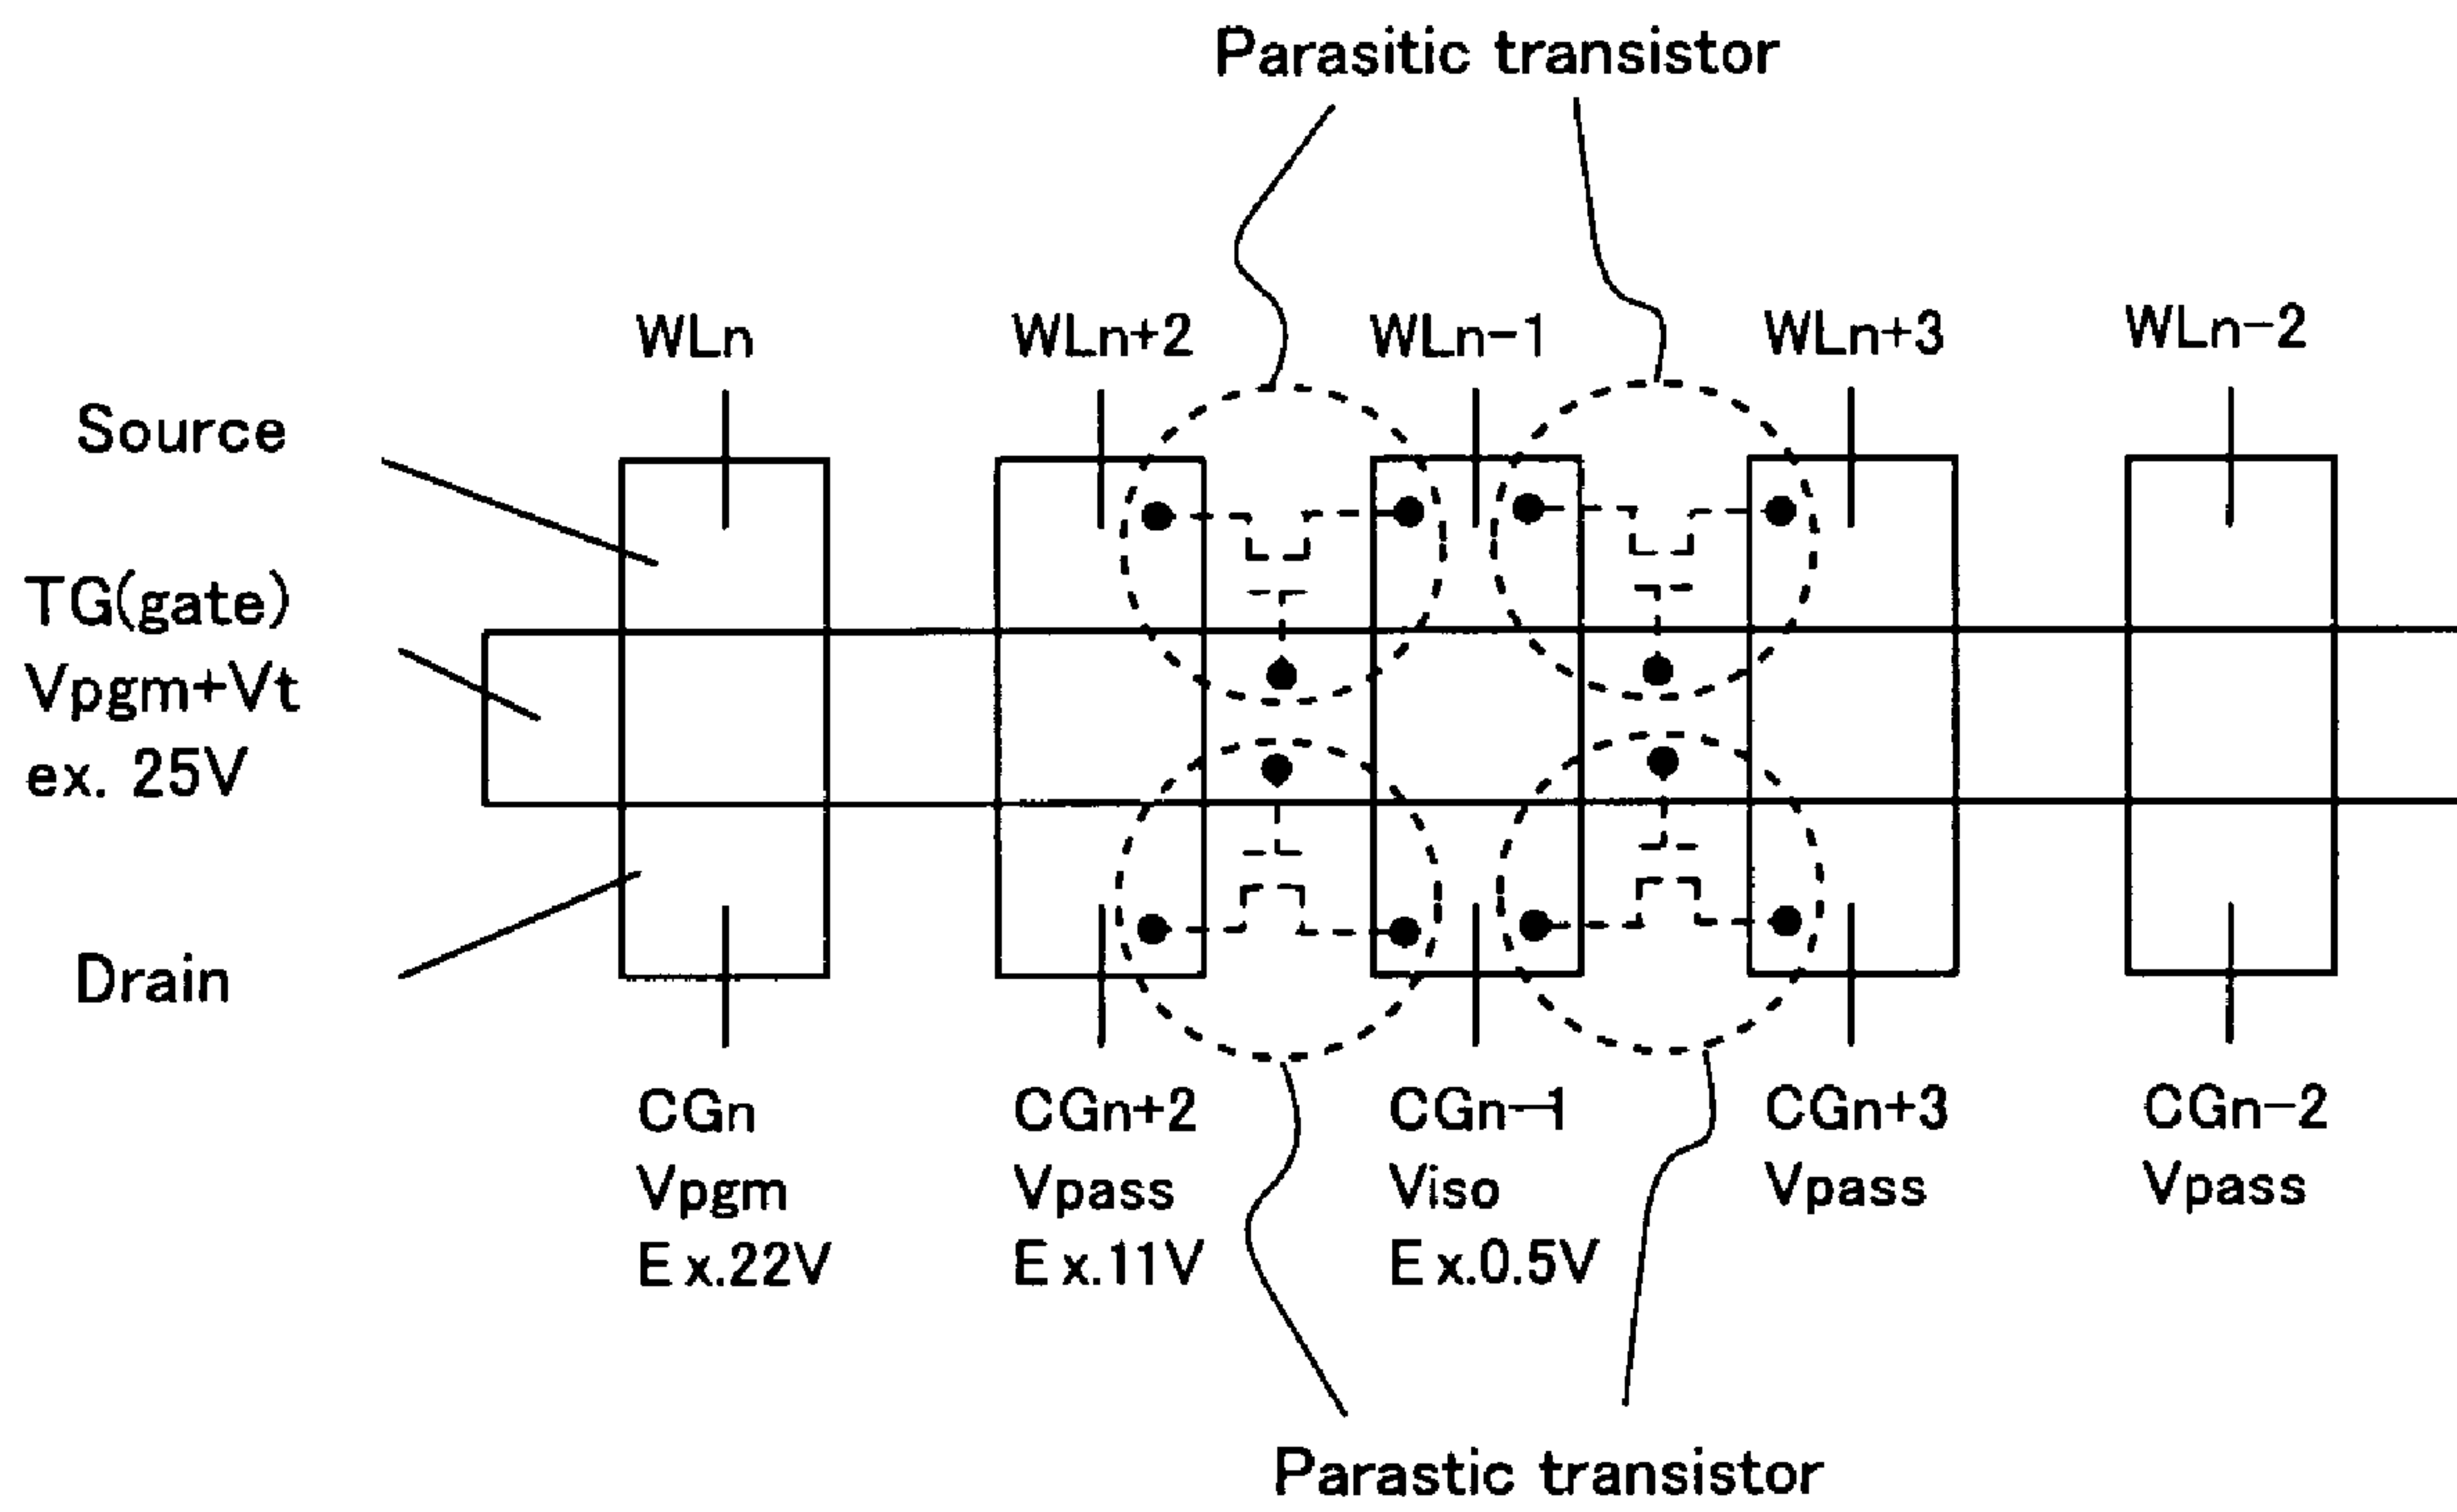 Parasitic transistor
WLn
WLn+2
WLn-1
WLn+3
WLn-2
Source
TG(gate)
Vpgm+Vt
ex. 25V
Drain
CGn
Vpgm
Ex.22V
CGn+2
Vpass
Ex.11V
CGn-1
Viso
Ex.0.5V
CGn+3
Vpass
CGn-2
Vpass
Parastic transistor